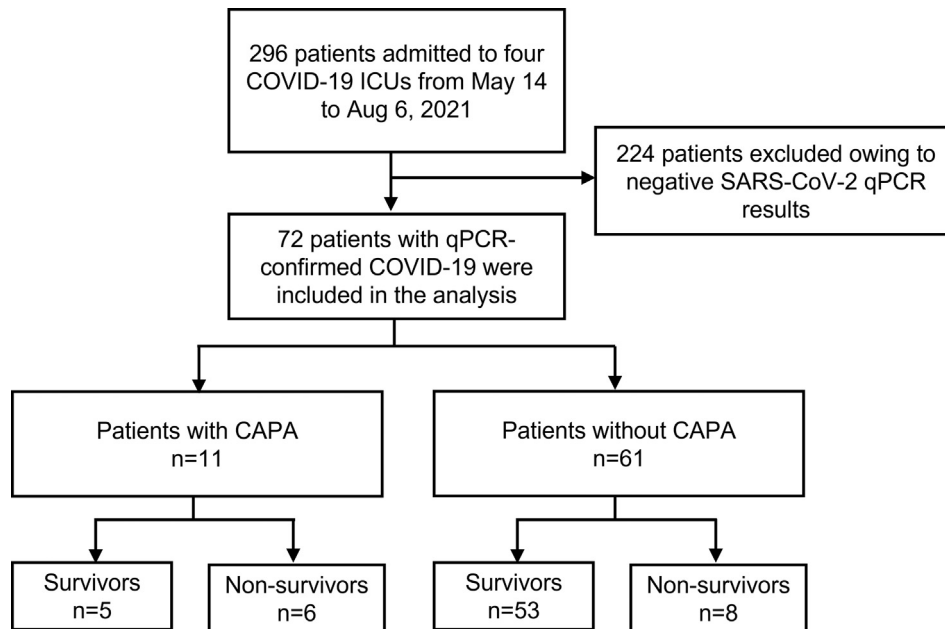 296 patients admitted to four
COVID-19 ICUs from May 14
to Aug 6, 2021
224 patients excluded owing to
negative SARS-CoV-2 qPCR
results
72 patients with qPCR-
confirmed COVID-19 were
included in the analysis
Patients with CAPA
n=11
Patients without CAPA
n=61
Survivors
n=5
Non-survivors
n=6
Survivors
n=53
Non-survivors
n=8